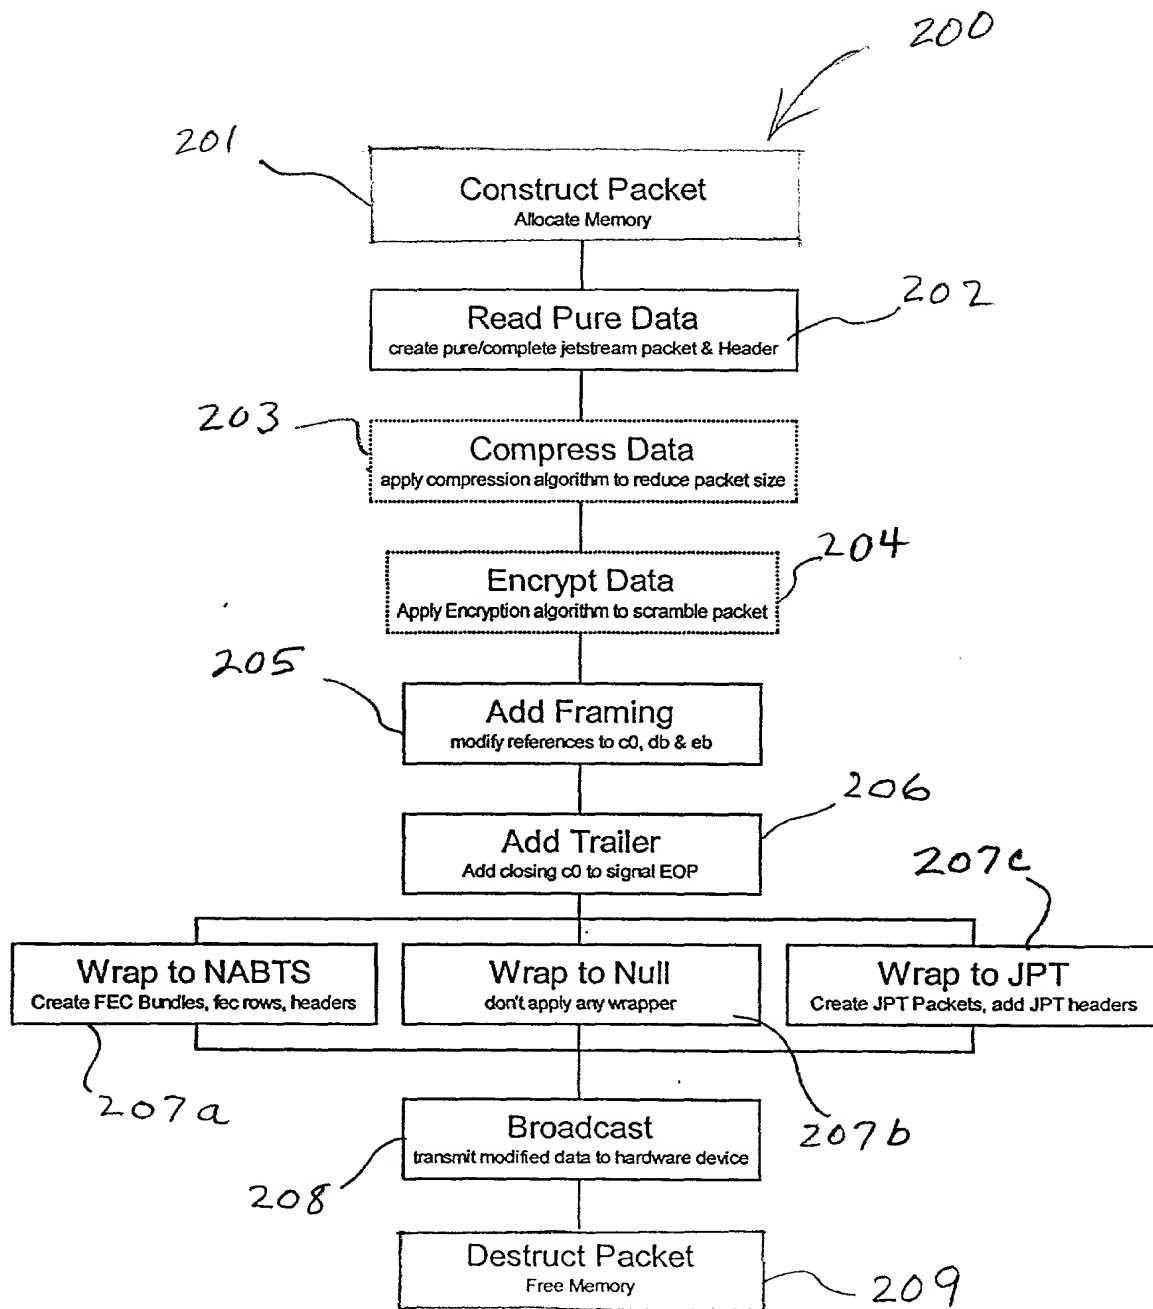 200
201
Construct Packet
Allocate Memory
202
Read Pure Data
create pure/complete jetstream packet & Header
203
Compress Data
apply compression algorithm to reduce packet size
204
Encrypt Data
Apply Encryption algorithm to scramble packet
205
Add Framing
modify references to c0, db & eb
206
Add Trailer
Add closing c0 to signal EOP
207c
Wrap to NABTS
Create FEC Bundles, fec rows, headers
Wrap to Null
don't apply any wrapper
Wrap to JPT
Create JPT Packets, add JPT headers
207a
207b
Broadcast
transmit modified data to hardware device
208
Destruct Packet
Free Memory
209